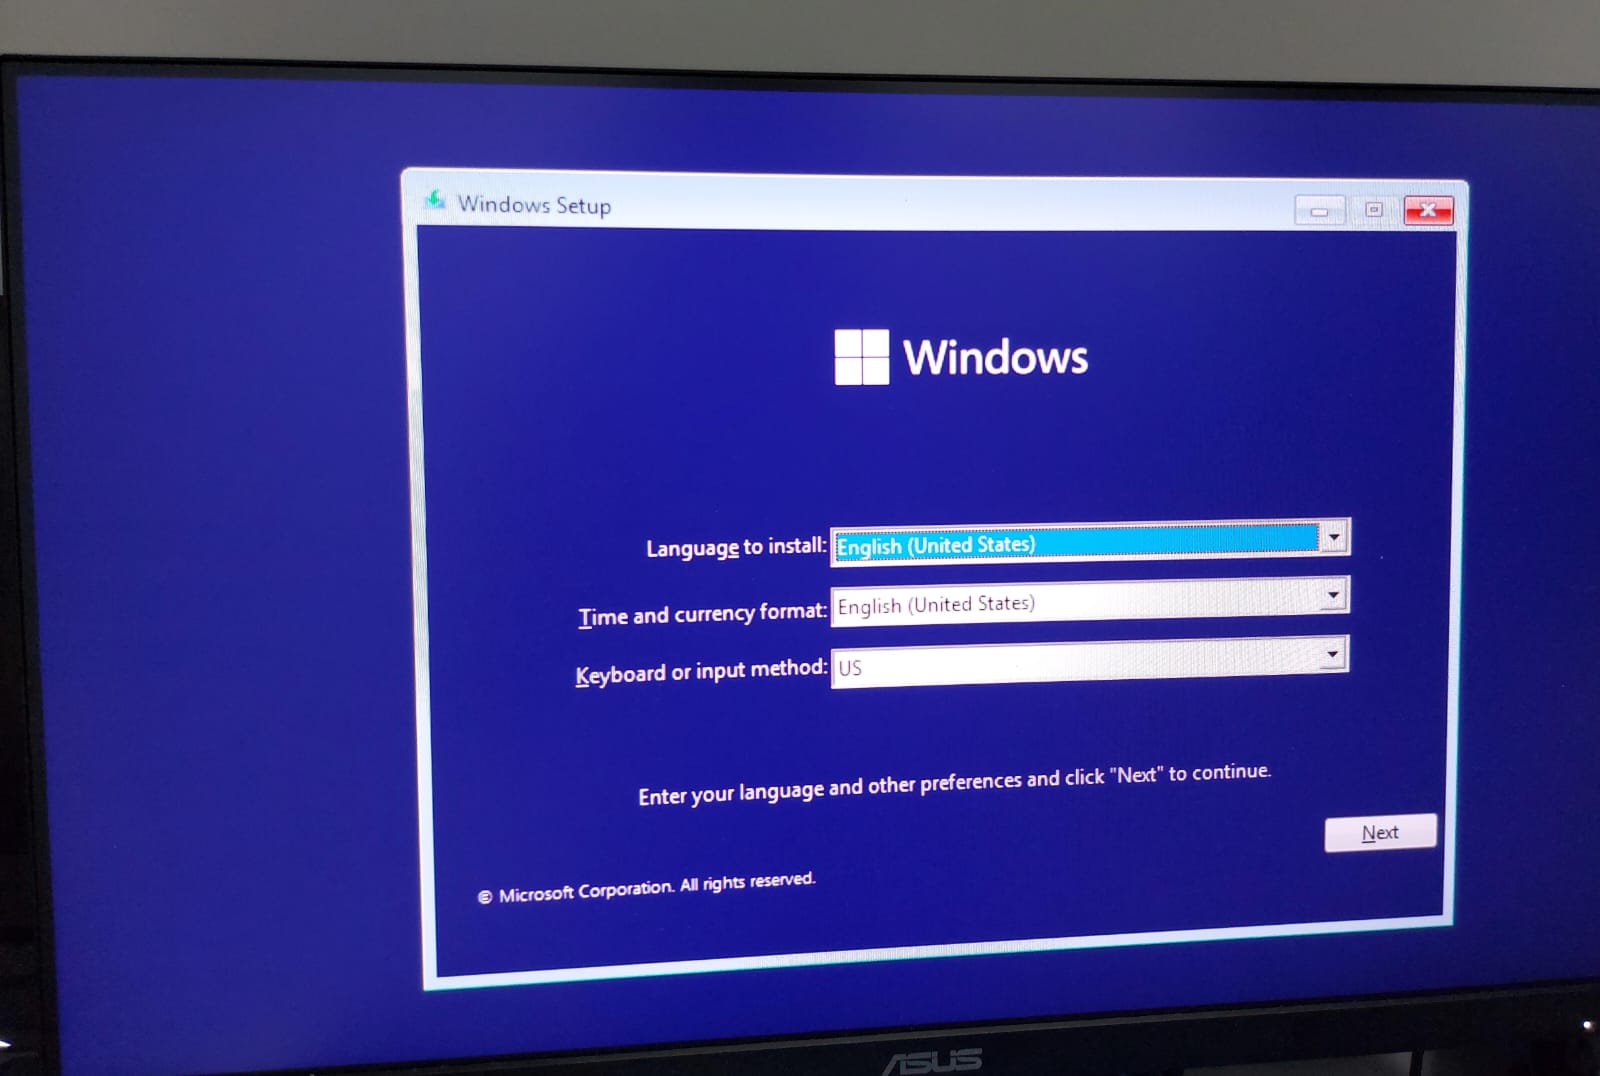 Windows Setup
Windows
Language to install: English (United States)
Time and currency format: English (United States)
Keyboard or input method: US
Enter your language and other preferences and click "Next" to continue.
Next
© Microsoft Corporation. All rights reserved.
ASUS